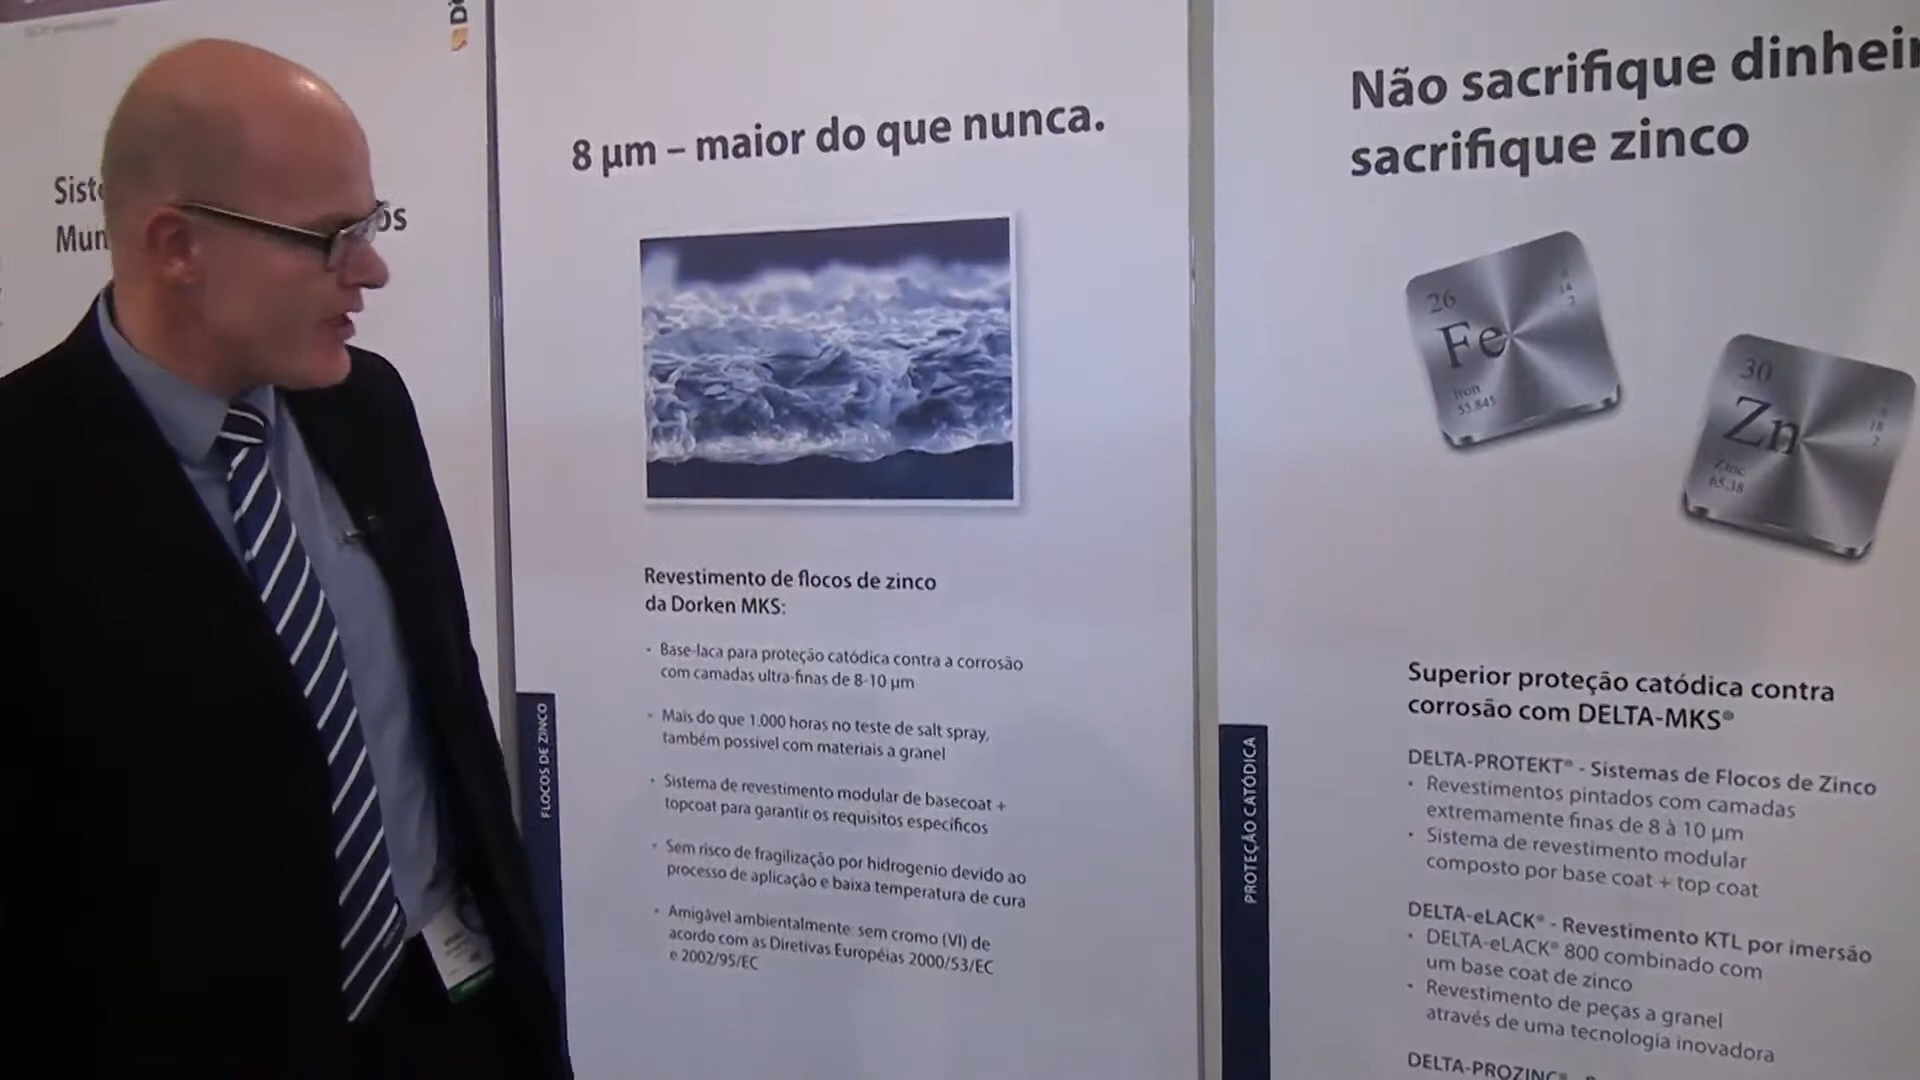 8 µm – maior do que nunca.
Revestimento de flocos de zinco
da Dorken MKS:
- Base-laca para proteção catódica contra a corrosão
com camadas ultra-finas de 8-10 µm
- Mais do que 1.000 horas no teste de salt spray,
também possível com materiais a granel
- Sistema de revestimento modular de basecoat +
topcoat para garantir os requisitos específicos
- Sem risco de fragilização por hidrogenio devido ao
processo de aplicação e baixa temperatura de cura
- Amigável ambientalmente: sem cromo (VI) de
acordo com as Diretivas Européias 2000/53/EC
e 2002/95/EC
FLOCOS DE ZINCO
Não sacrifique dinheir
sacrifique zinco
26
Fe
Iron
55.845
14
2
30
Zn
Zinc
65.38
18
2
Superior proteção catódica contra
corrosão com DELTA-MKS®
DELTA-PROTEKT® - Sistemas de Flocos de Zinco
· Revestimentos pintados com camadas
extremamente finas de 8 à 10 µm
· Sistema de revestimento modular
composto por base coat + top coat
DELTA-eLACK® - Revestimento KTL por imersão
· DELTA-eLACK® 800 combinado com
um base coat de zinco
· Revestimento de peças a granel
através de uma tecnologia inovadora
DELTA-PROZINC®
PROTEÇÃO CATÓDICA